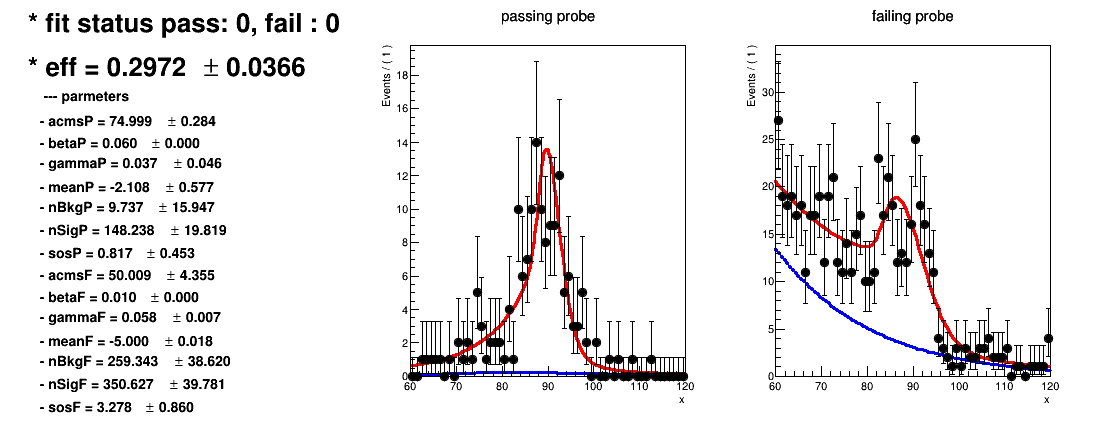 * fit status pass: 0, fail : 0
* eff = 0.2972 ± 0.0366
--- parmeters
- acmsP = 74.999 ± 0.284
- betaP = 0.060 ± 0.000
- gammaP = 0.037 ± 0.046
- meanP = -2.108 ± 0.577
- nBkgP = 9.737 ± 15.947
- nSigP = 148.238 ± 19.819
- sosP = 0.817 ± 0.453
- acmsF = 50.009 ± 4.355
- betaF = 0.010 ± 0.000
- gammaF = 0.058 ± 0.007
- meanF = -5.000 ± 0.018
- nBkgF = 259.343 ± 38.620
- nSigF = 350.627 ± 39.781
- sosF = 3.278 ± 0.860
passing probe
Events / ( 1 )
18
16
14
12
10
8
6
4
2
0
60 70 80 90 100 110 120
x
failing probe
Events / ( 1 )
30
25
20
15
10
5
0
60 70 80 90 100 110 120
x